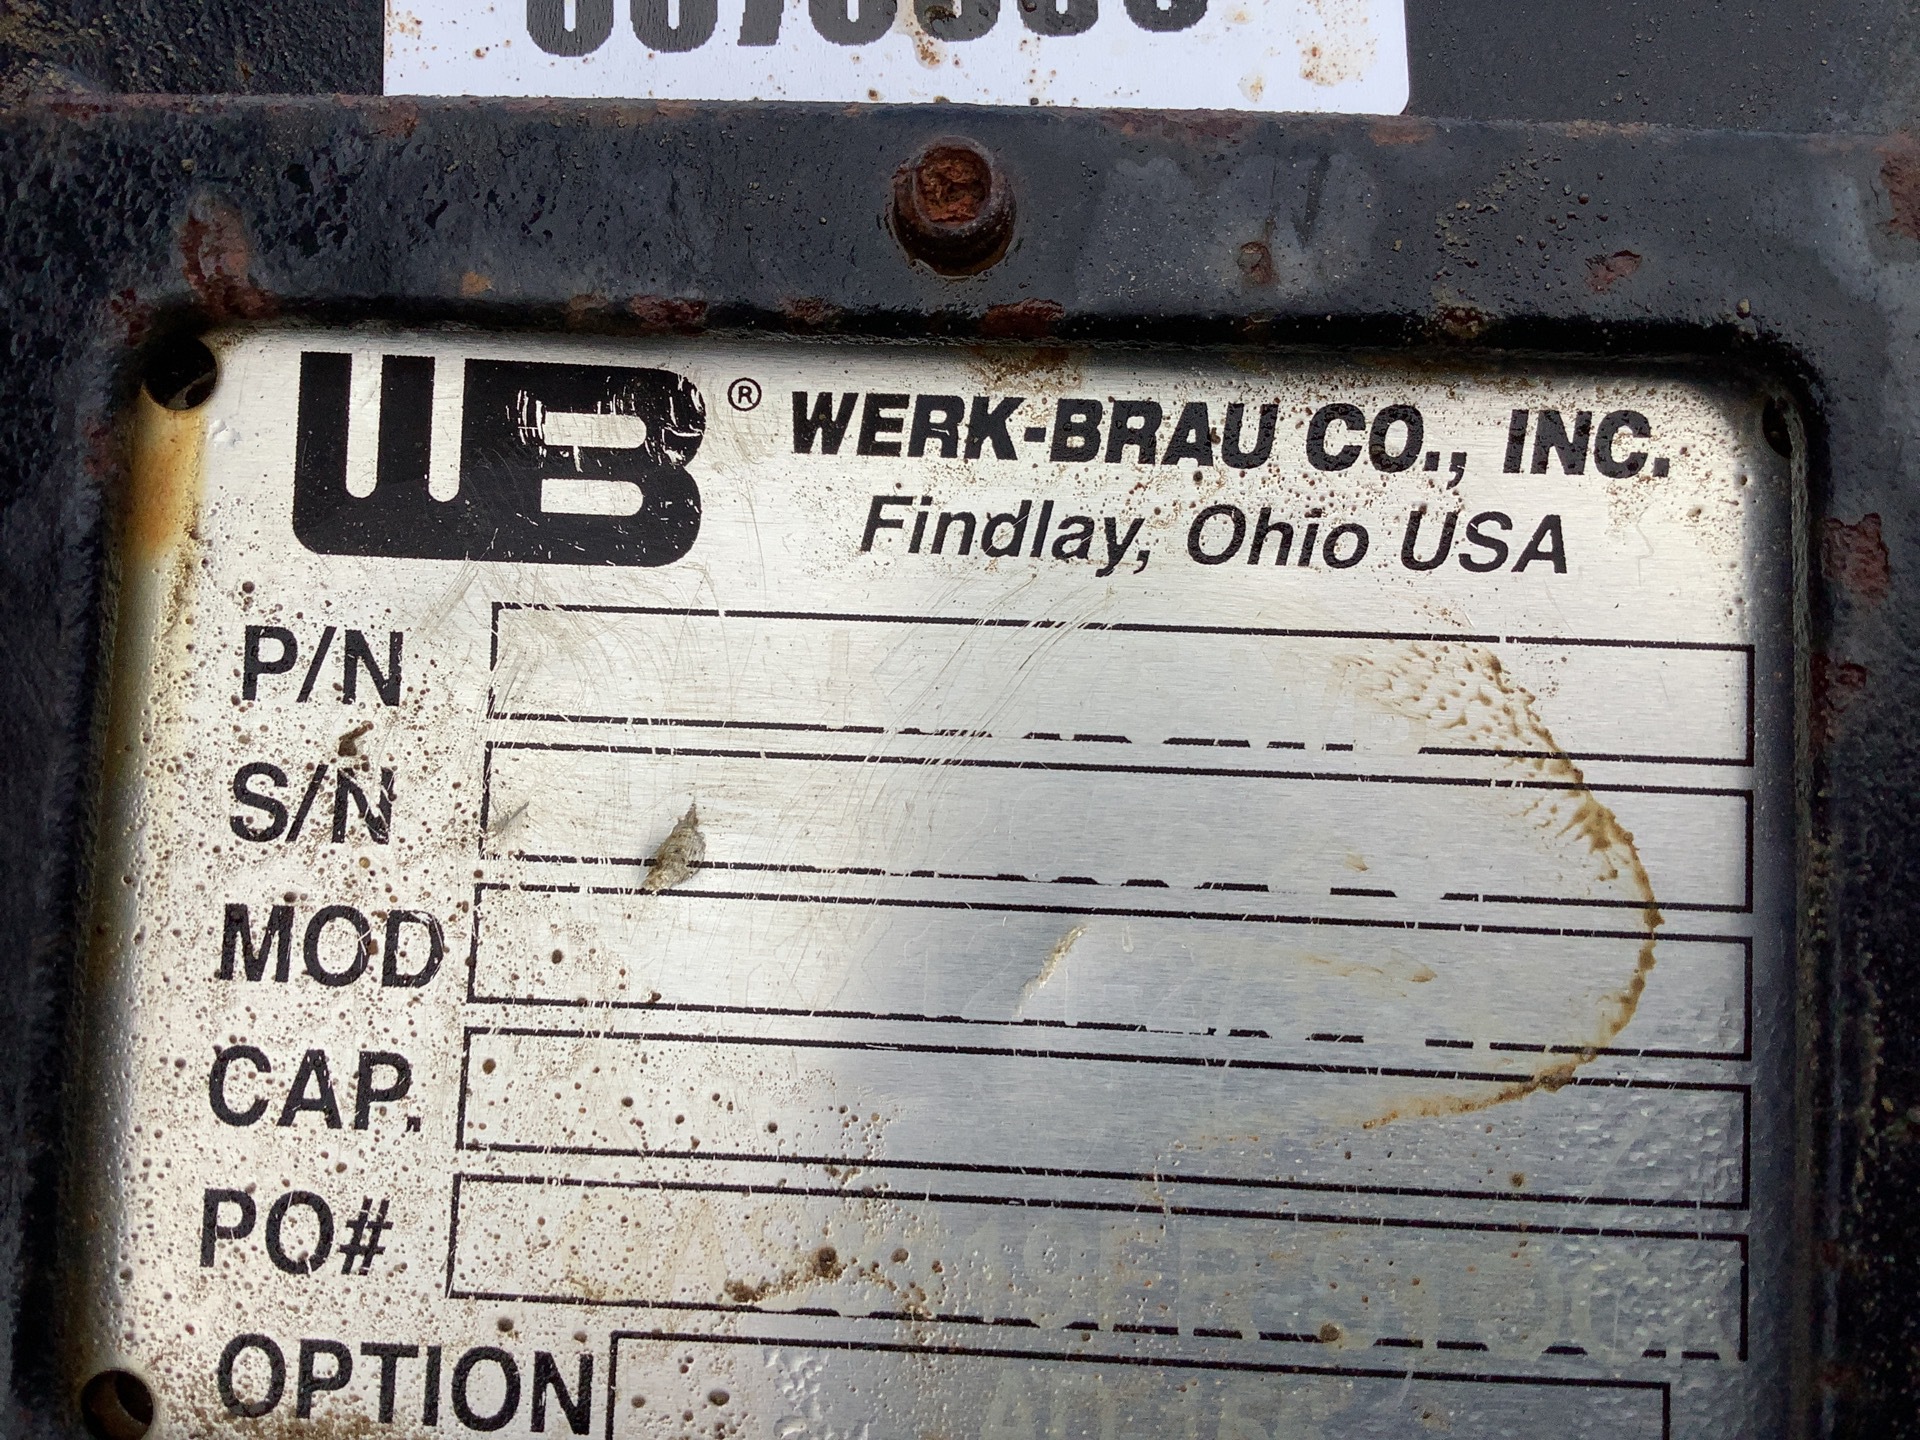 WB® WERK-BRAU CO., INC.
Findlay, Ohio USA
P/N
S/N
MOD
CAP.
PO#
OPTION